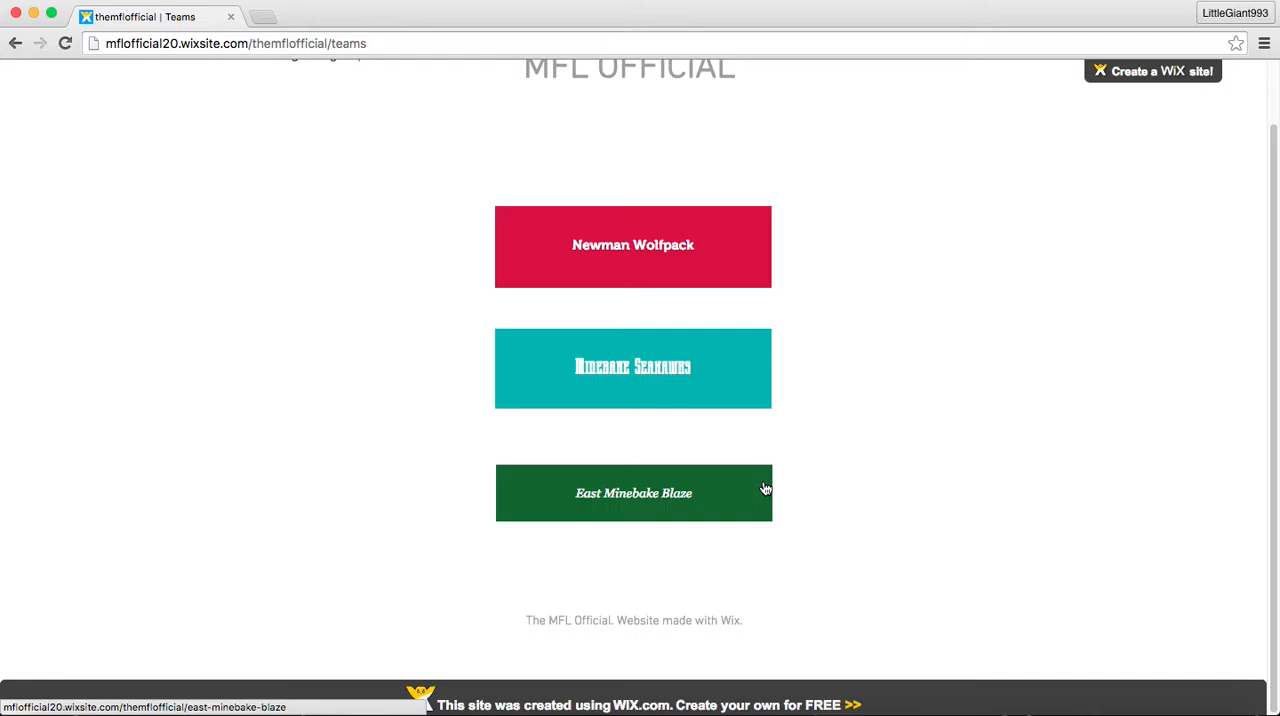 themflofficial | Teams
LittleGiant993
mflofficial20.wixsite.com/themflofficial/teams
MFL OFFICIAL
Create a WiX site!
Newman Wolfpack
Minebake Seahawks
East Minebake Blaze
The MFL Official. Website made with Wix.
This site was created using WIX.com. Create your own for FREE >>
mflofficial20.wixsite.com/themflofficial/east-minebake-blaze